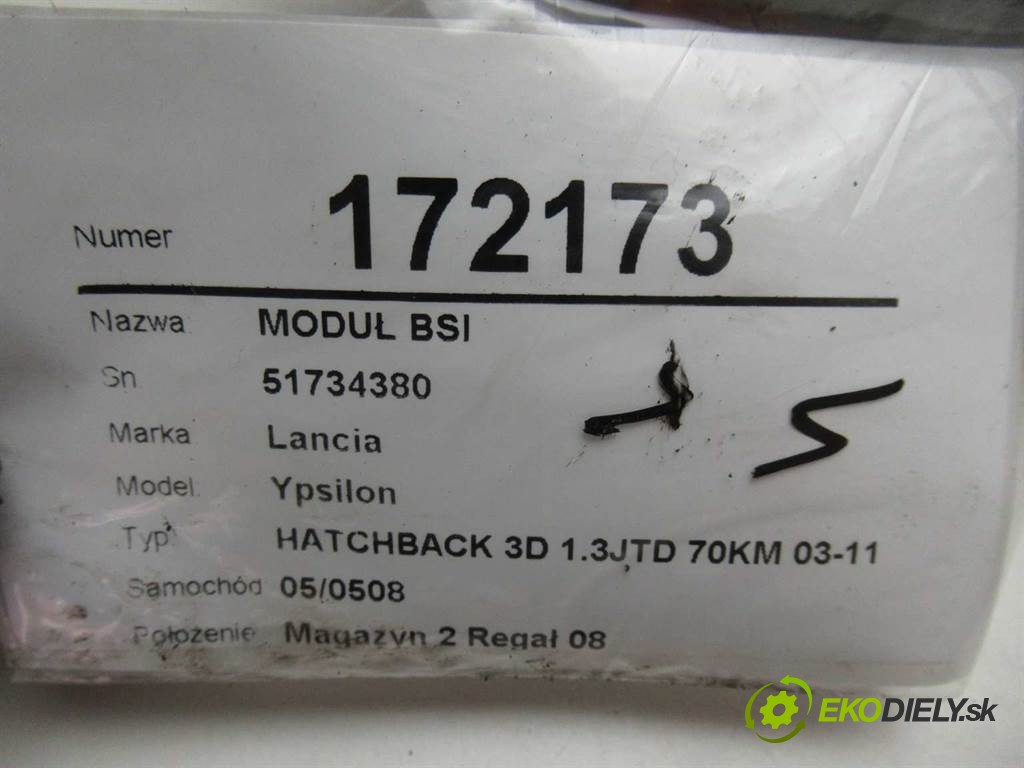 Numer 172173
Nazwa MODUŁ BSI
Sn 51734380
Marka Lancia
Model Ypsilon
Typ HATCHBACK 3D 1.3JTD 70KM 03-11
Samochód 05/0508
Położenie Magazyn 2 Regał 08
EKODIELY.sk